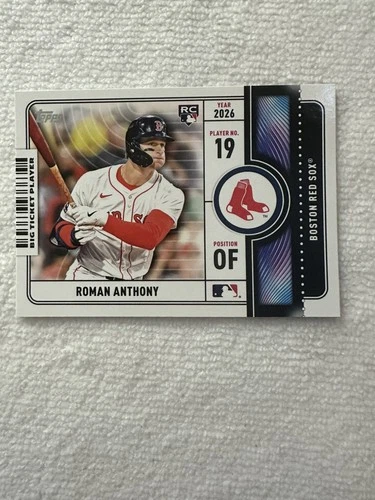 Topps
RC
YEAR
2026
PLAYER NO.
19
POSITION
OF
BIG TICKET PLAYER
ROMAN ANTHONY
BOSTON RED SOX®